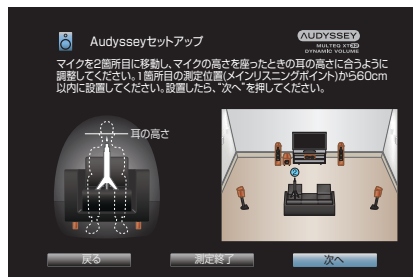 Audysseyセットアップ
AUDYSSEY
MULTEQ XT32
DYNAMIC VOLUME
マイクを2箇所目に移動し、マイクの高さを座ったときの耳の高さに合うように
調整してください。1箇所目の測定位置(メインリスニングポイント)から60cm
以内に設置してください。設置したら、“次へ”を押してください。
耳の高さ
②
戻る
測定終了
次へ